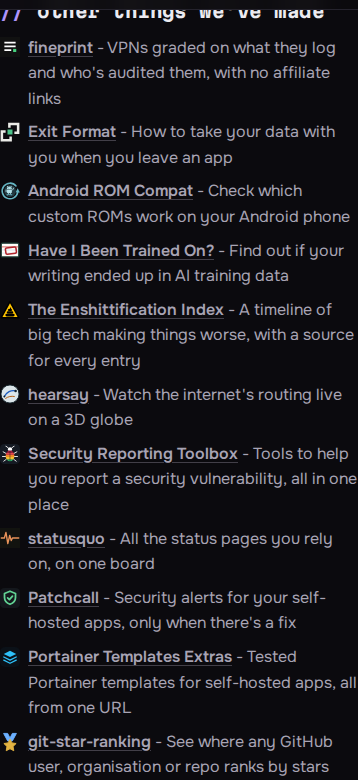 // other things we've made
fineprint - VPNs graded on what they log
and who's audited them, with no affiliate
links
Exit Format - How to take your data with
you when you leave an app
Android ROM Compat - Check which
custom ROMs work on your Android phone
Have I Been Trained On? - Find out if your
writing ended up in AI training data
The Enshittification Index - A timeline of
big tech making things worse, with a source
for every entry
hearsay - Watch the internet's routing live
on a 3D globe
Security Reporting Toolbox - Tools to help
you report a security vulnerability, all in one
place
statusquo - All the status pages you rely
on, on one board
Patchcall - Security alerts for your self-
hosted apps, only when there's a fix
Portainer Templates Extras - Tested
Portainer templates for self-hosted apps, all
from one URL
git-star-ranking - See where any GitHub
user, organisation or repo ranks by stars